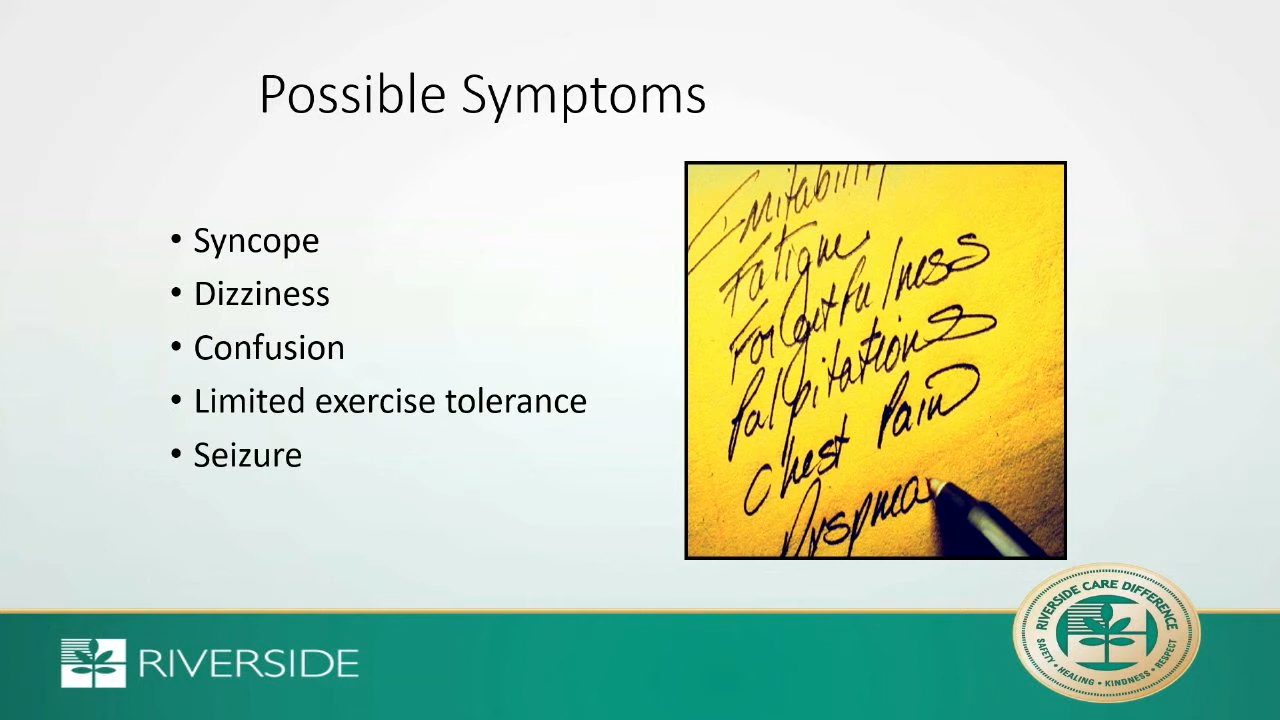 Possible Symptoms
• Syncope
• Dizziness
• Confusion
• Limited exercise tolerance
• Seizure
Irritability
Fatigue
Forgetfulness
Palpitations
Chest Pain
Dyspnea
RIVERSIDE
RIVERSIDE CARE DIFFERENCE
SAFETY • HEALING • KINDNESS • RESPECT